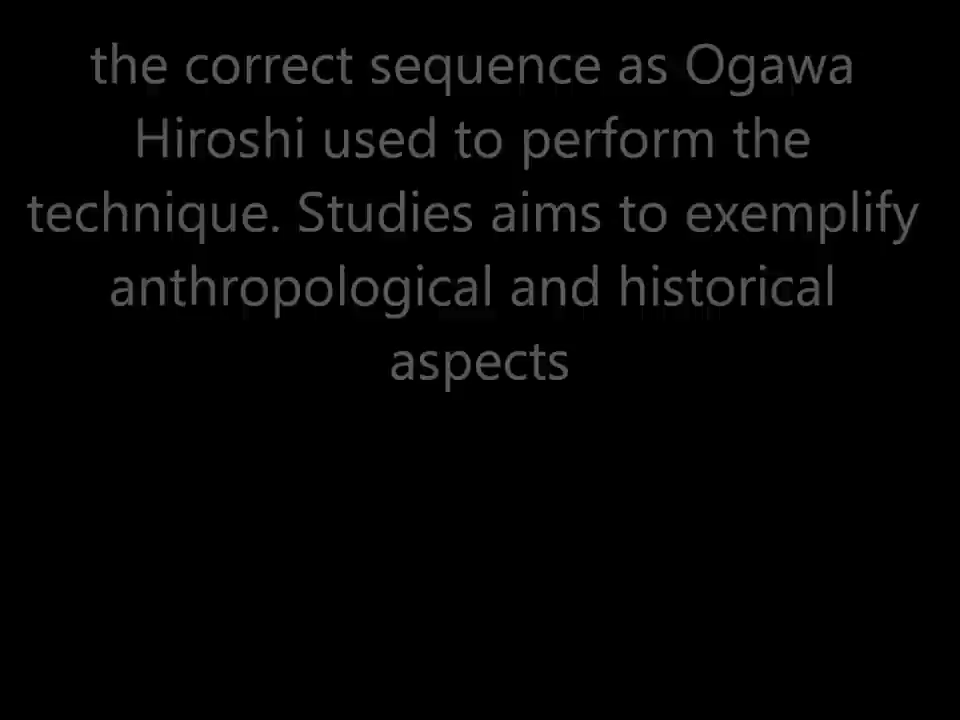 the correct sequence as Ogawa
Hiroshi used to perform the
technique. Studies aims to exemplify
anthropological and historical
aspects